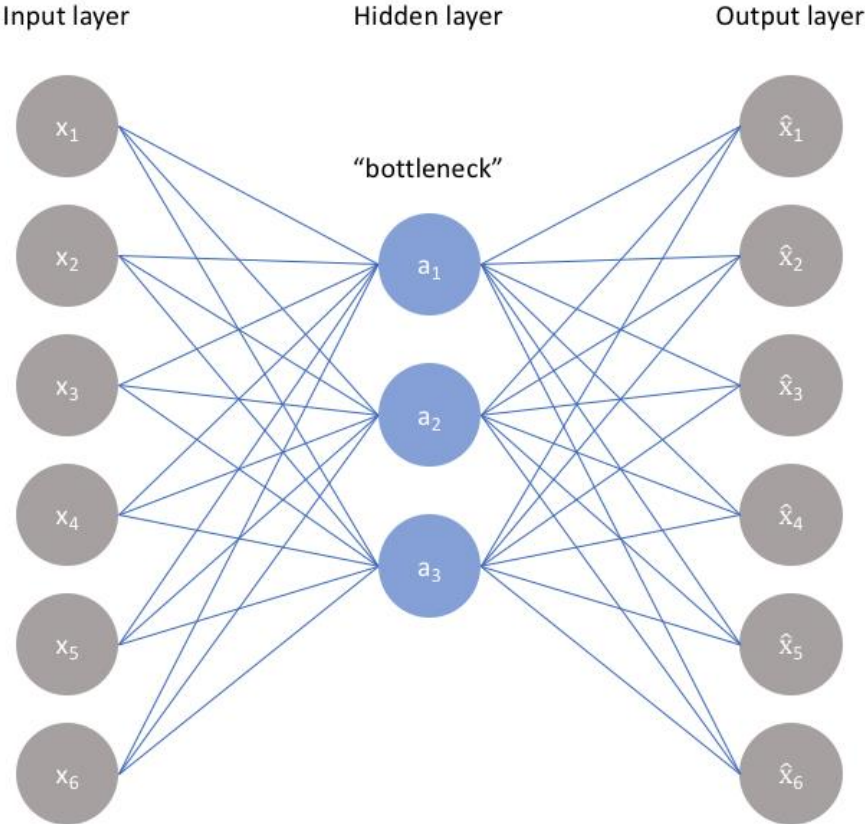 Input layer
Hidden layer
Output layer
“bottleneck”
x₁
x₂
x₃
x₄
x₅
x₆
a₁
a₂
a₃
x̂₁
x̂₂
x̂₃
x̂₄
x̂₅
x̂₆